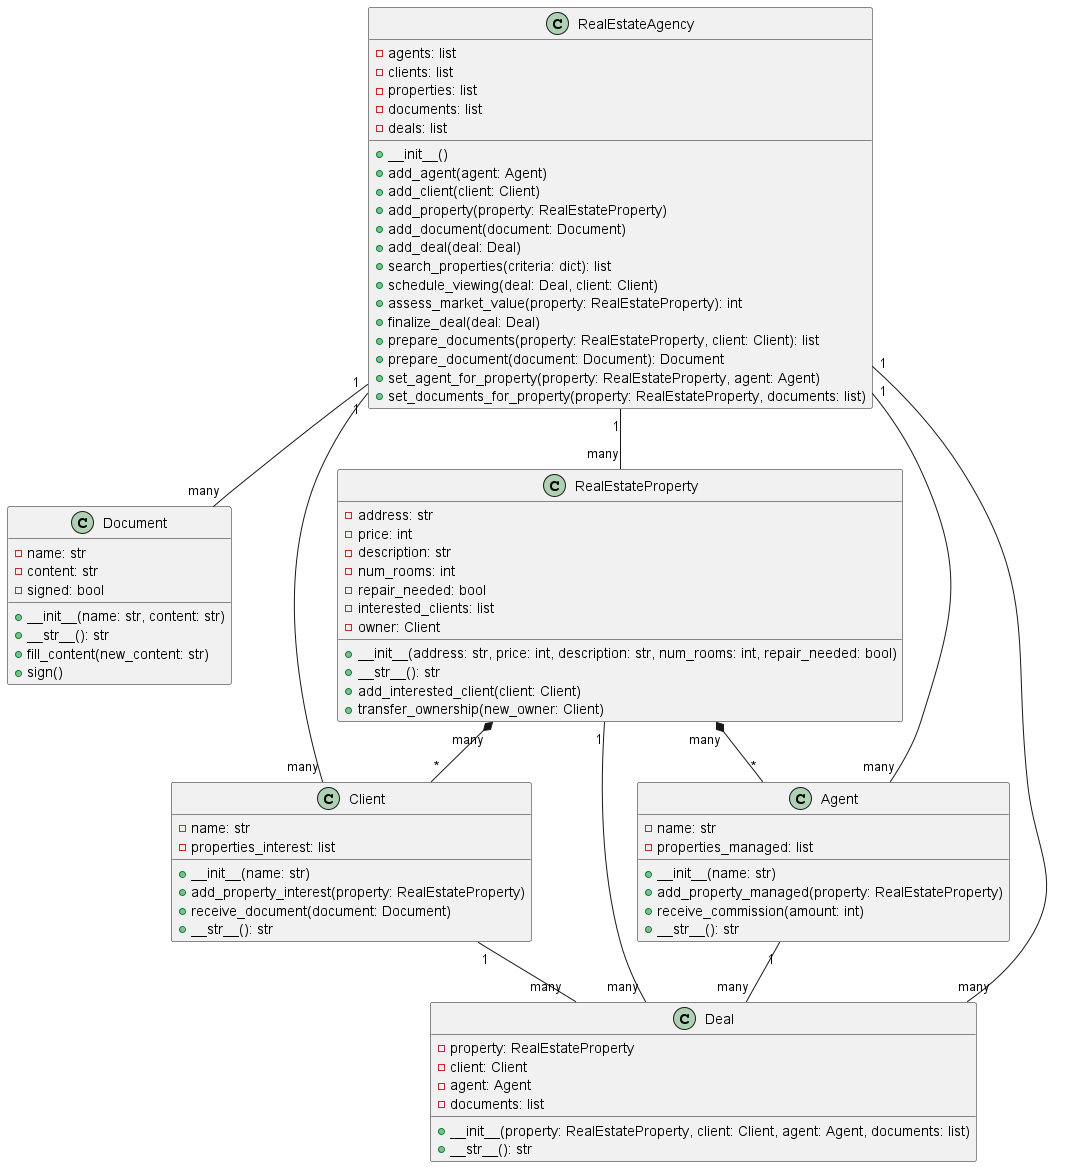 C RealEstateAgency
agents: list
clients: list
properties: list
documents: list
deals: list
__init__()
add_agent(agent: Agent)
add_client(client: Client)
add_property(property: RealEstateProperty)
add_document(document: Document)
add_deal(deal: Deal)
search_properties(criteria: dict): list
schedule_viewing(deal: Deal, client: Client)
assess_market_value(property: RealEstateProperty): int
finalize_deal(deal: Deal)
prepare_documents(property: RealEstateProperty, client: Client): list
prepare_document(document: Document): Document
set_agent_for_property(property: RealEstateProperty, agent: Agent)
set_documents_for_property(property: RealEstateProperty, documents: list)
1
1
1
1
1
many
many
C Document
name: str
content: str
signed: bool
__init__(name: str, content: str)
__str__(): str
fill_content(new_content: str)
sign()
C RealEstateProperty
address: str
price: int
description: str
num_rooms: int
repair_needed: bool
interested_clients: list
owner: Client
__init__(address: str, price: int, description: str, num_rooms: int, repair_needed: bool)
__str__(): str
add_interested_client(client: Client)
transfer_ownership(new_owner: Client)
many
1
many
many
*
*
many
C Client
name: str
properties_interest: list
__init__(name: str)
add_property_interest(property: RealEstateProperty)
receive_document(document: Document)
__str__(): str
C Agent
name: str
properties_managed: list
__init__(name: str)
add_property_managed(property: RealEstateProperty)
receive_commission(amount: int)
__str__(): str
1
1
many
many
many
many
C Deal
property: RealEstateProperty
client: Client
agent: Agent
documents: list
__init__(property: RealEstateProperty, client: Client, agent: Agent, documents: list)
__str__(): str